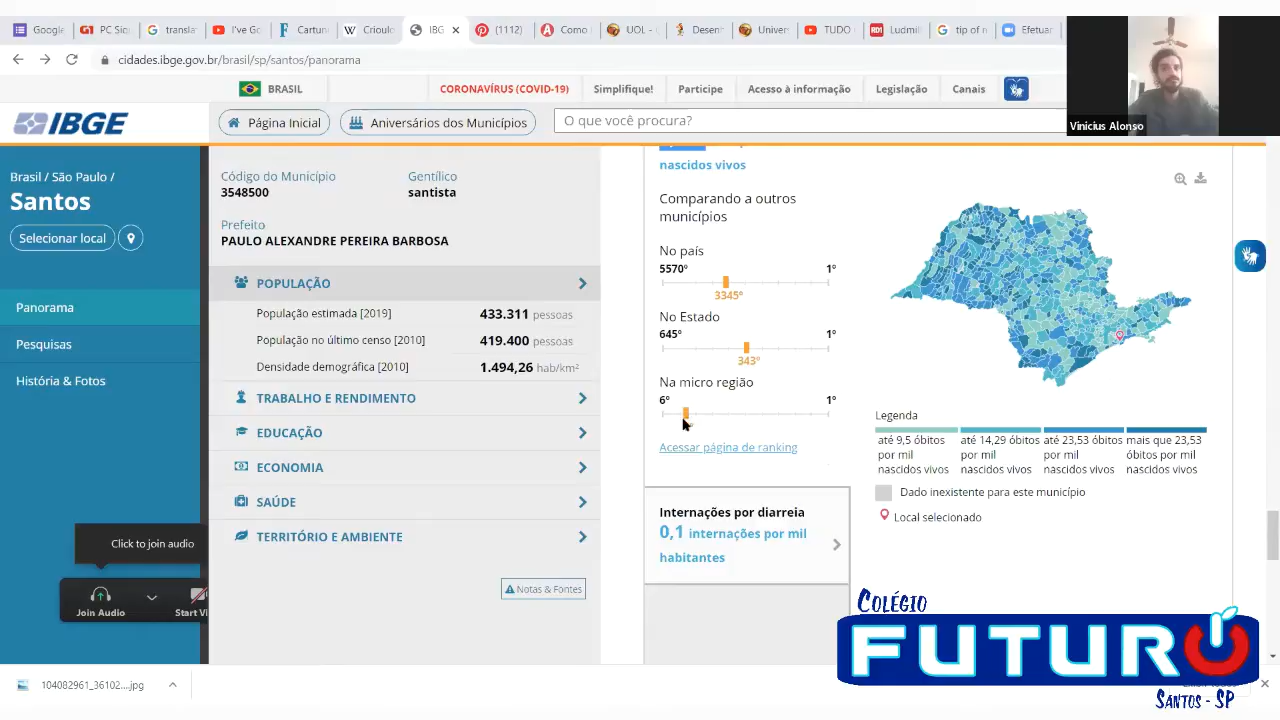 Google
PC Sio
transla
I've Go
Cartun
Crioulo
IBG
(1112)
Como
UOL -
Desen
Univer
TUDO
Ludmil
tip of n
Efetuar
cidades.ibge.gov.br/brasil/sp/santos/panorama
BRASIL
CORONAVÍRUS (COVID-19)
Simplifique!
Participe
Acesso à informação
Legislação
Canais
Vinicius Alonso
IBGE
Página Inicial
Aniversários dos Municípios
O que você procura?
Brasil / São Paulo /
Santos
Selecionar local
Panorama
Pesquisas
História & Fotos
Código do Município
3548500
Gentílico
santista
Prefeito
PAULO ALEXANDRE PEREIRA BARBOSA
POPULAÇÃO
População estimada [2019] 433.311 pessoas
População no último censo [2010] 419.400 pessoas
Densidade demográfica [2010] 1.494,26 hab/km²
TRABALHO E RENDIMENTO
EDUCAÇÃO
ECONOMIA
SAÚDE
TERRITÓRIO E AMBIENTE
Notas & Fontes
nascidos vivos
Comparando a outros
municípios
No país
5570º 1º
3345º
No Estado
645º 1º
343º
Na micro região
6º 1º
Acessar página de ranking
Internações por diarreia
0,1 internações por mil
habitantes
Legenda
até 9,5 óbitos
por mil
nascidos vivos
até 14,29 óbitos
por mil
nascidos vivos
até 23,53 óbitos
por mil
nascidos vivos
mais que 23,53
óbitos por mil
nascidos vivos
Dado inexistente para este município
Local selecionado
Click to join audio
Join Audio
Start Vi
104082961_36102....jpg
COLÉGIO
FUTURO
SANTOS - SP